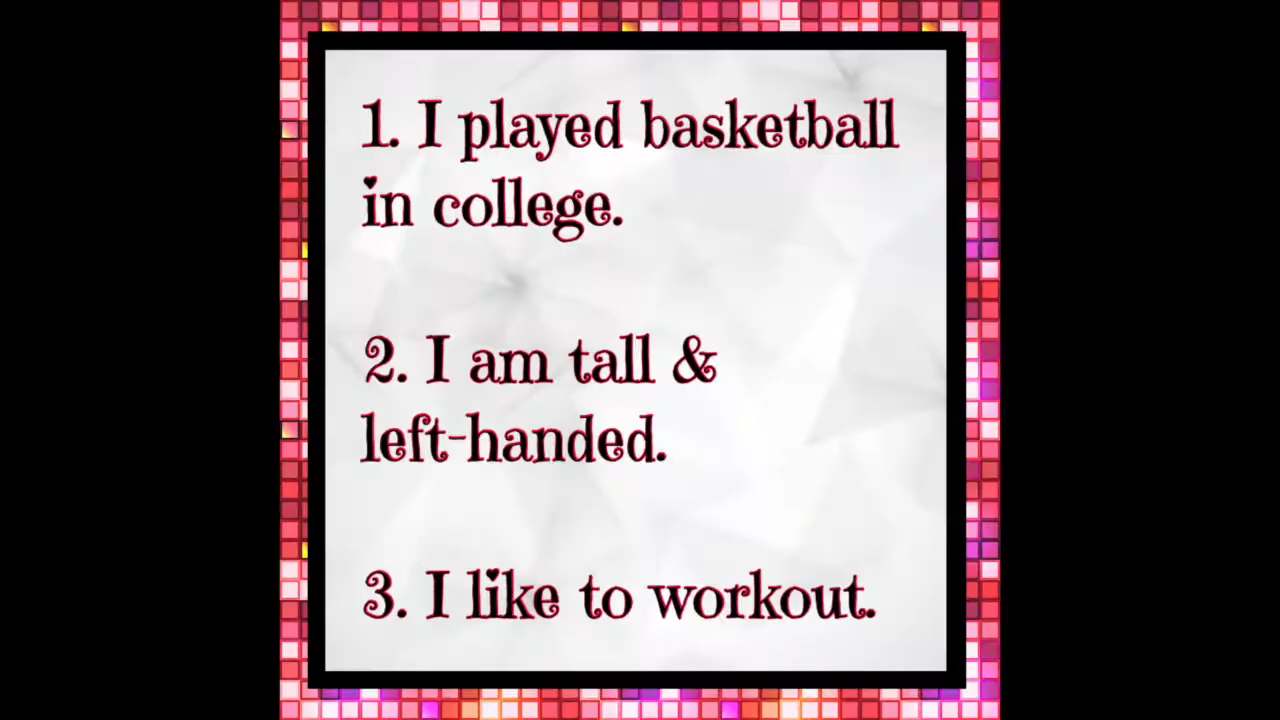 1. I played basketball
in college.
2. I am tall &
left-handed.
3. I like to workout.